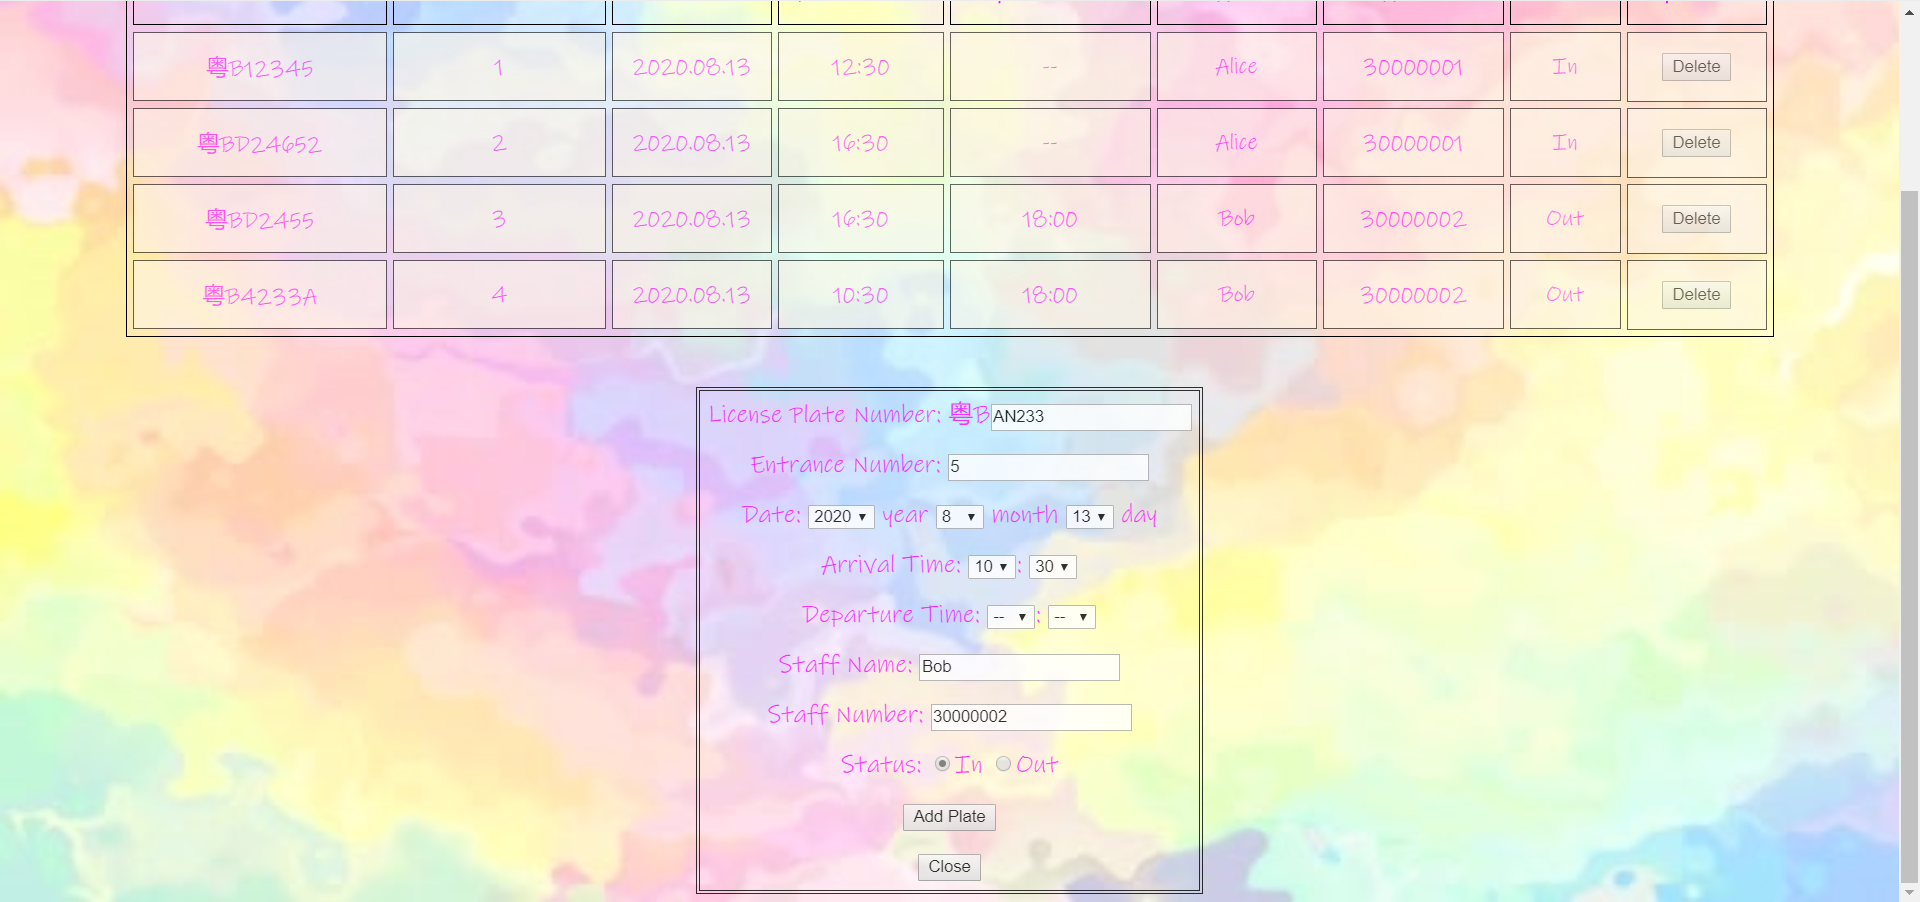 粤B12345 1 2020.08.13 12:30 -- Alice 30000001 In Delete
粤BD24652 2 2020.08.13 16:30 -- Alice 30000001 In Delete
粤BD2455 3 2020.08.13 16:30 18:00 Bob 30000002 Out Delete
粤B4233A 4 2020.08.13 10:30 18:00 Bob 30000002 Out Delete
License Plate Number: 粤B AN233
Entrance Number: 5
Date: 2020 year 8 month 13 day
Arrival Time: 10 : 30
Departure Time: -- : --
Staff Name: Bob
Staff Number: 30000002
Status: In Out
Add Plate
Close